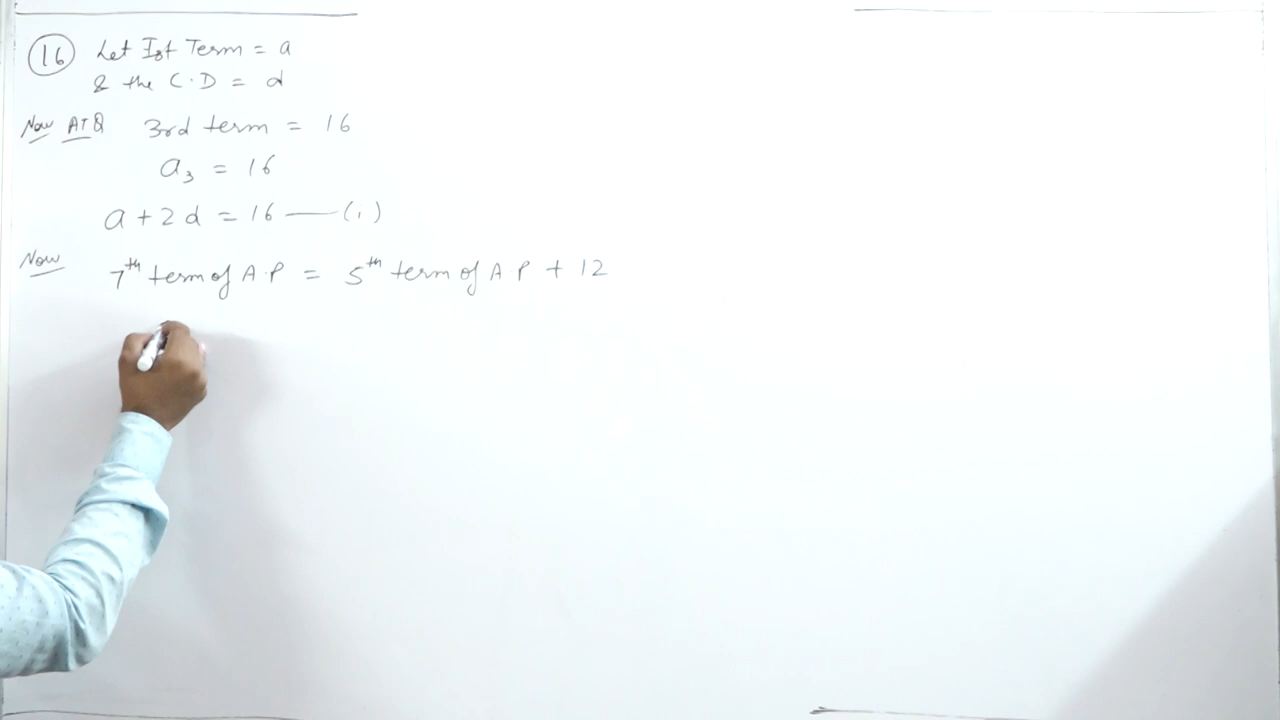 16 Let Ist Term = a
& the C.D = d
Now ATQ 3rd term = 16
a₃ = 16
a + 2d = 16 —— (1)
Now 7th term of A.P = 5th term of A.P + 12